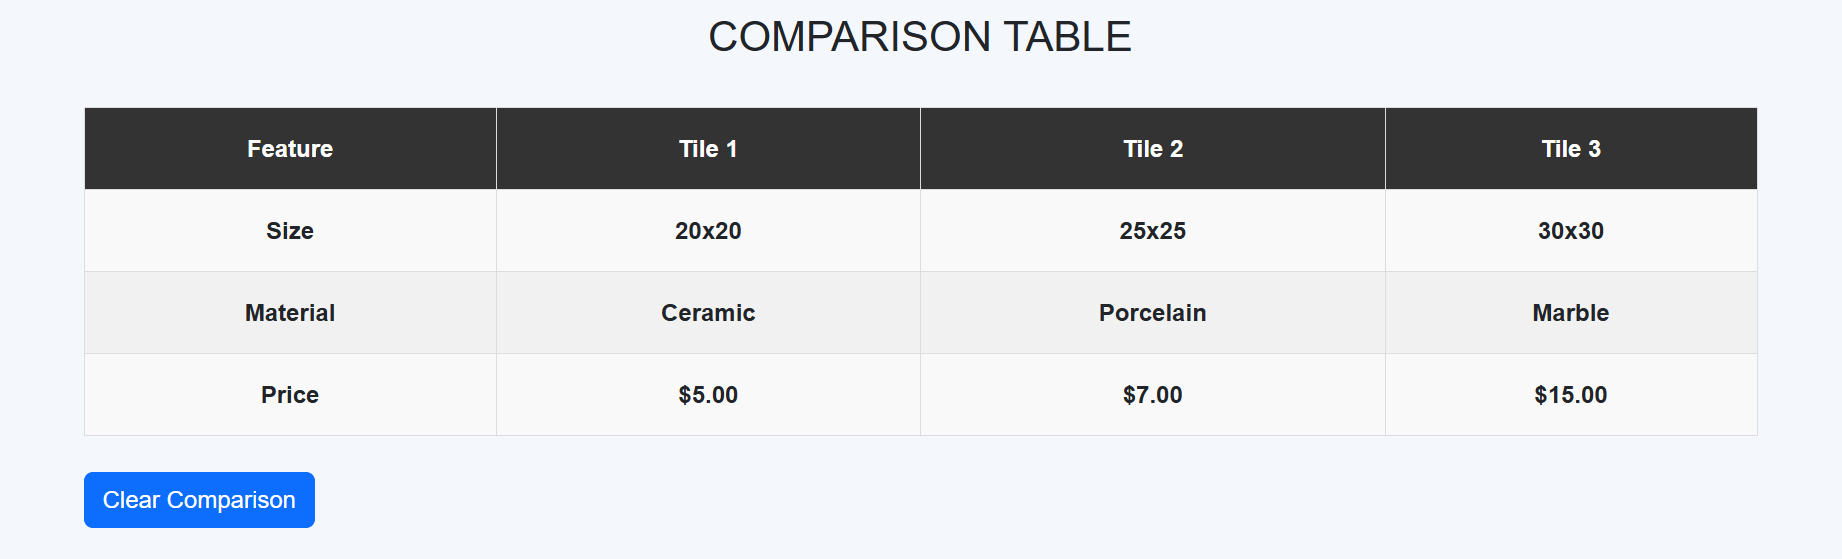 COMPARISON TABLE
Feature Tile 1 Tile 2 Tile 3
Size 20x20 25x25 30x30
Material Ceramic Porcelain Marble
Price $5.00 $7.00 $15.00
Clear Comparison